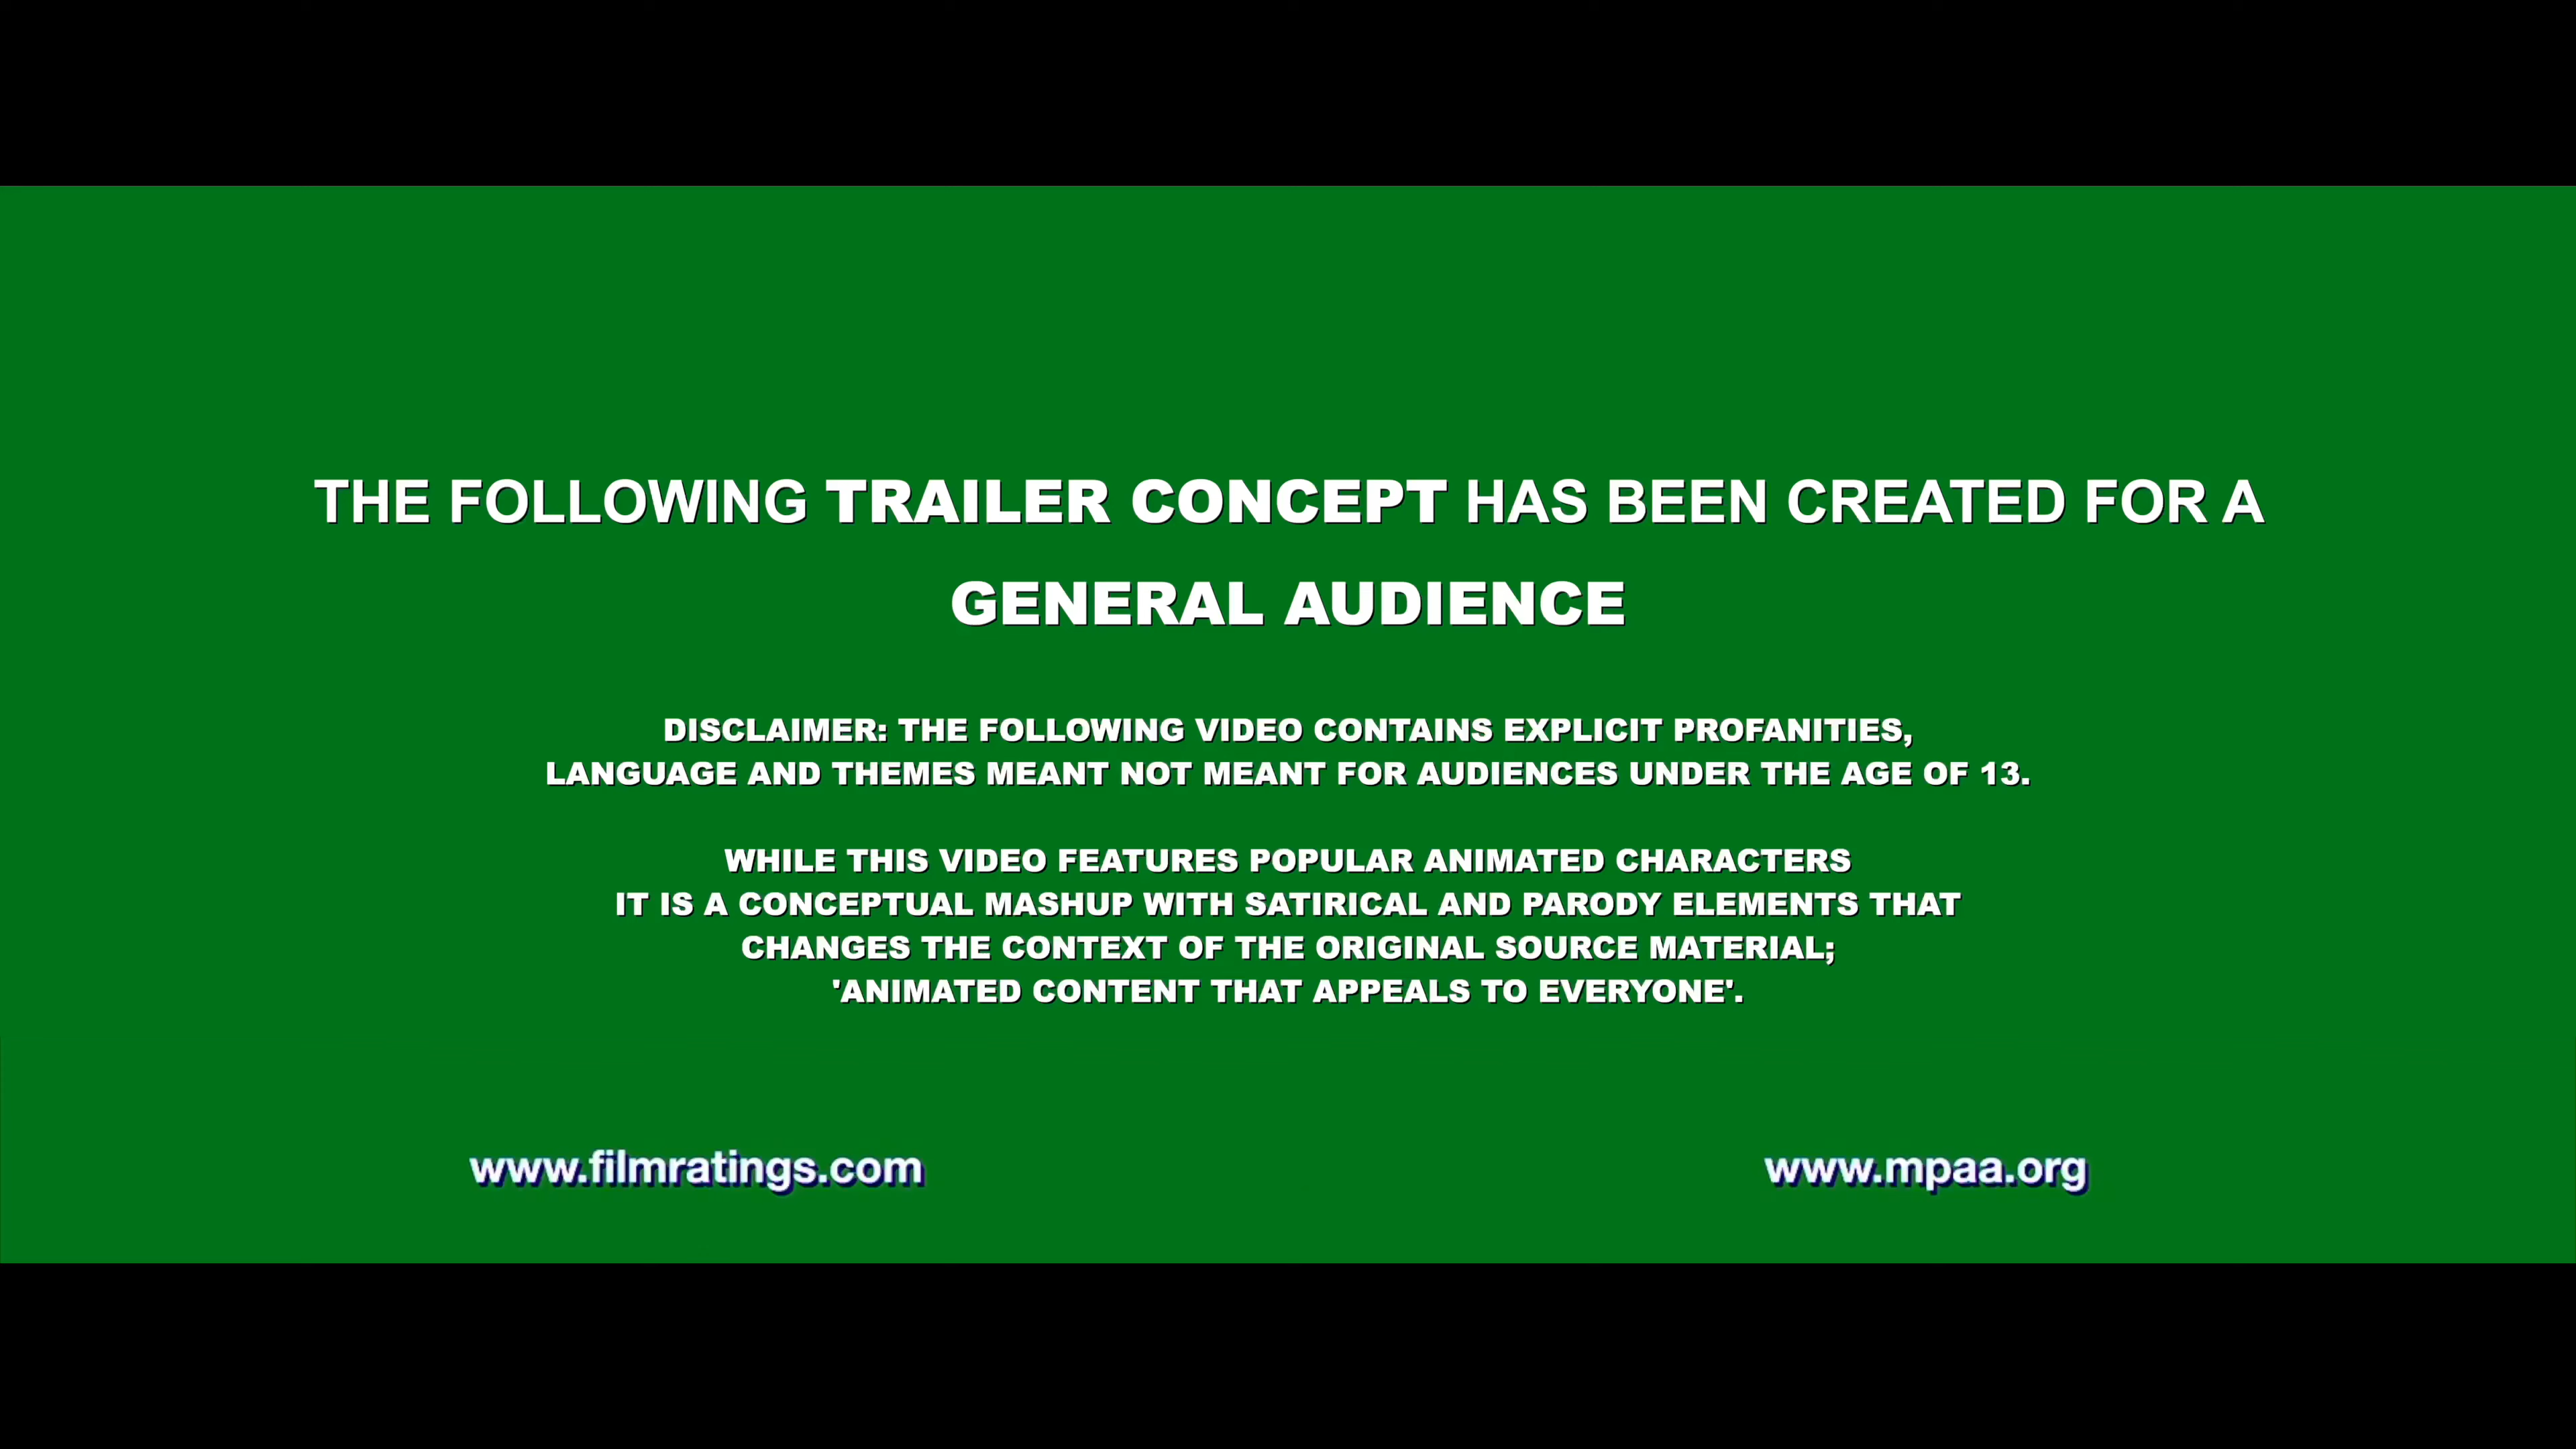 THE FOLLOWING TRAILER CONCEPT HAS BEEN CREATED FOR A
GENERAL AUDIENCE
DISCLAIMER: THE FOLLOWING VIDEO CONTAINS EXPLICIT PROFANITIES,
LANGUAGE AND THEMES MEANT NOT MEANT FOR AUDIENCES UNDER THE AGE OF 13.
WHILE THIS VIDEO FEATURES POPULAR ANIMATED CHARACTERS
IT IS A CONCEPTUAL MASHUP WITH SATIRICAL AND PARODY ELEMENTS THAT
CHANGES THE CONTEXT OF THE ORIGINAL SOURCE MATERIAL;
'ANIMATED CONTENT THAT APPEALS TO EVERYONE'.
www.filmratings.com
www.mpaa.org